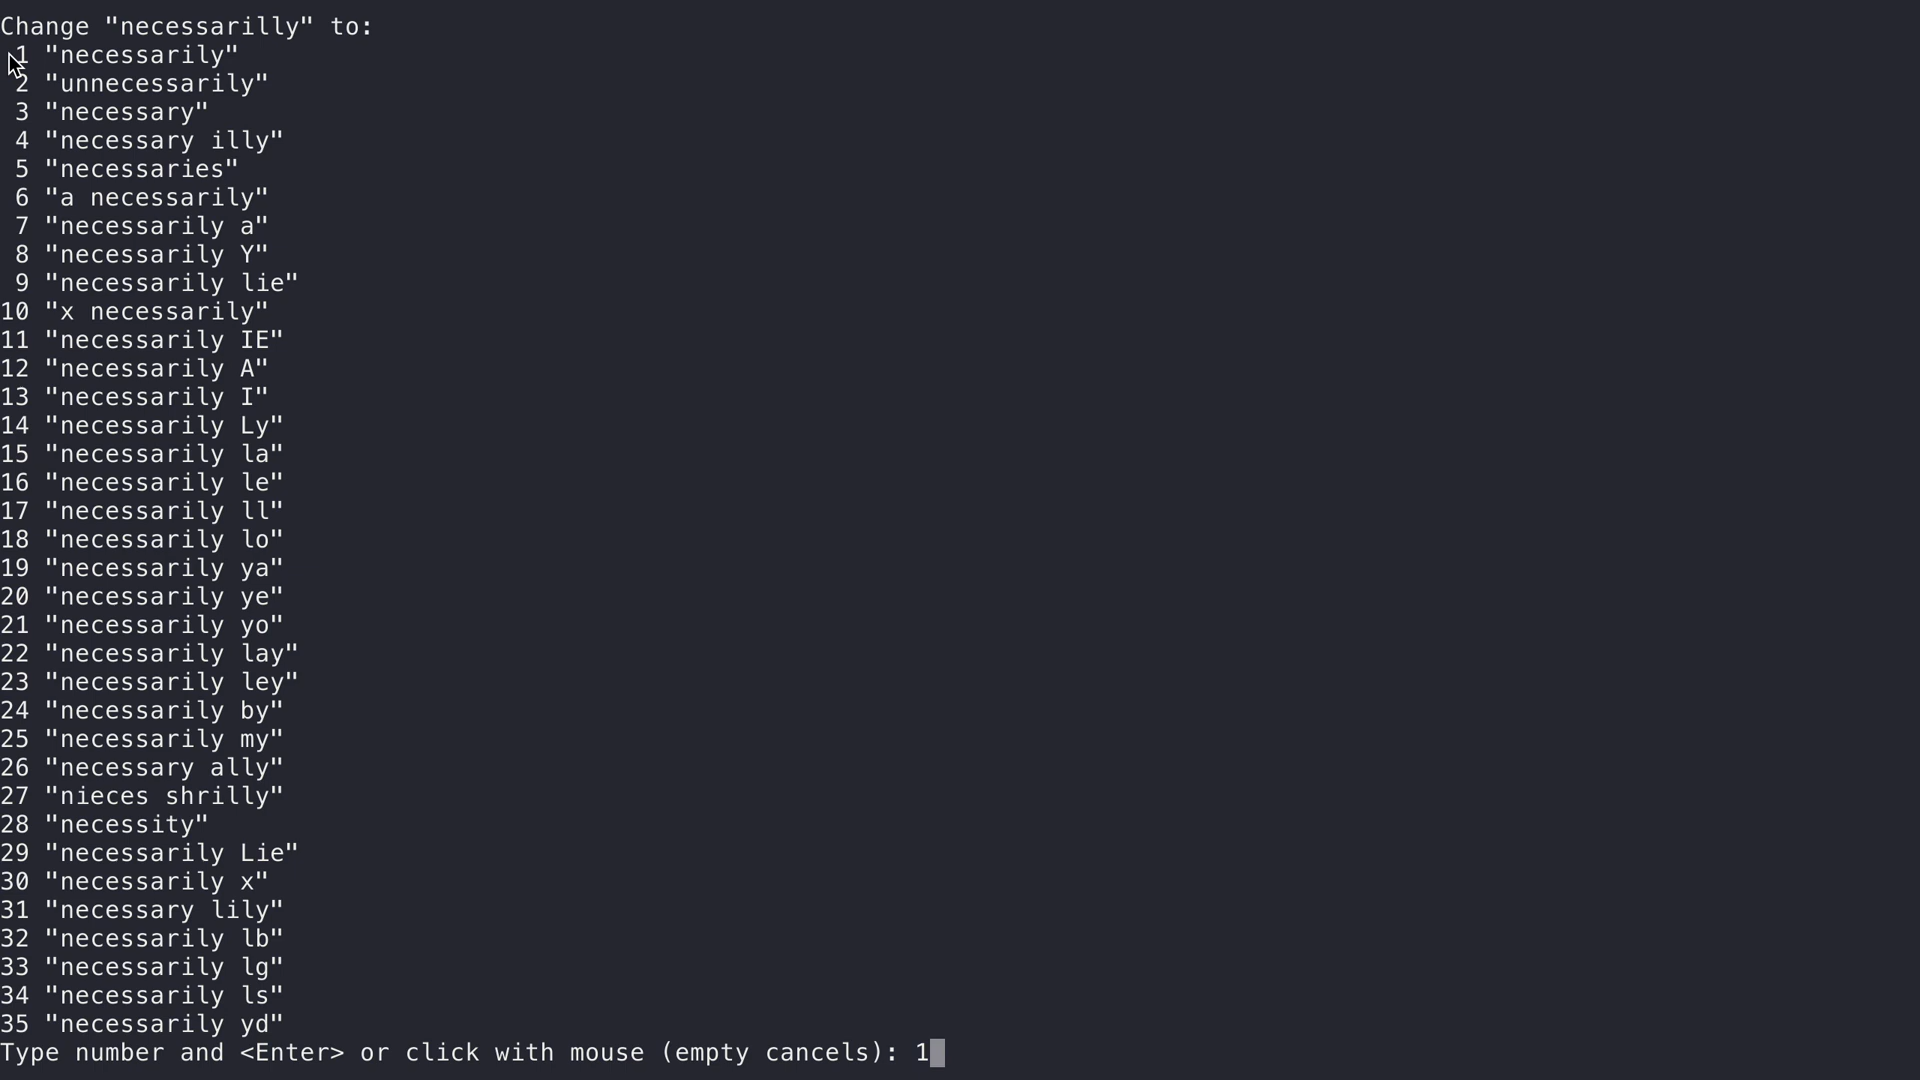 Change "necessarilly" to:
 1 "necessarily"
 2 "unnecessarily"
 3 "necessary"
 4 "necessary illy"
 5 "necessaries"
 6 "a necessarily"
 7 "necessarily a"
 8 "necessarily Y"
 9 "necessarily lie"
10 "x necessarily"
11 "necessarily IE"
12 "necessarily A"
13 "necessarily I"
14 "necessarily Ly"
15 "necessarily la"
16 "necessarily le"
17 "necessarily ll"
18 "necessarily lo"
19 "necessarily ya"
20 "necessarily ye"
21 "necessarily yo"
22 "necessarily lay"
23 "necessarily ley"
24 "necessarily by"
25 "necessarily my"
26 "necessary ally"
27 "nieces shrilly"
28 "necessity"
29 "necessarily Lie"
30 "necessarily x"
31 "necessary lily"
32 "necessarily lb"
33 "necessarily lg"
34 "necessarily ls"
35 "necessarily yd"
Type number and <Enter> or click with mouse (empty cancels): 1